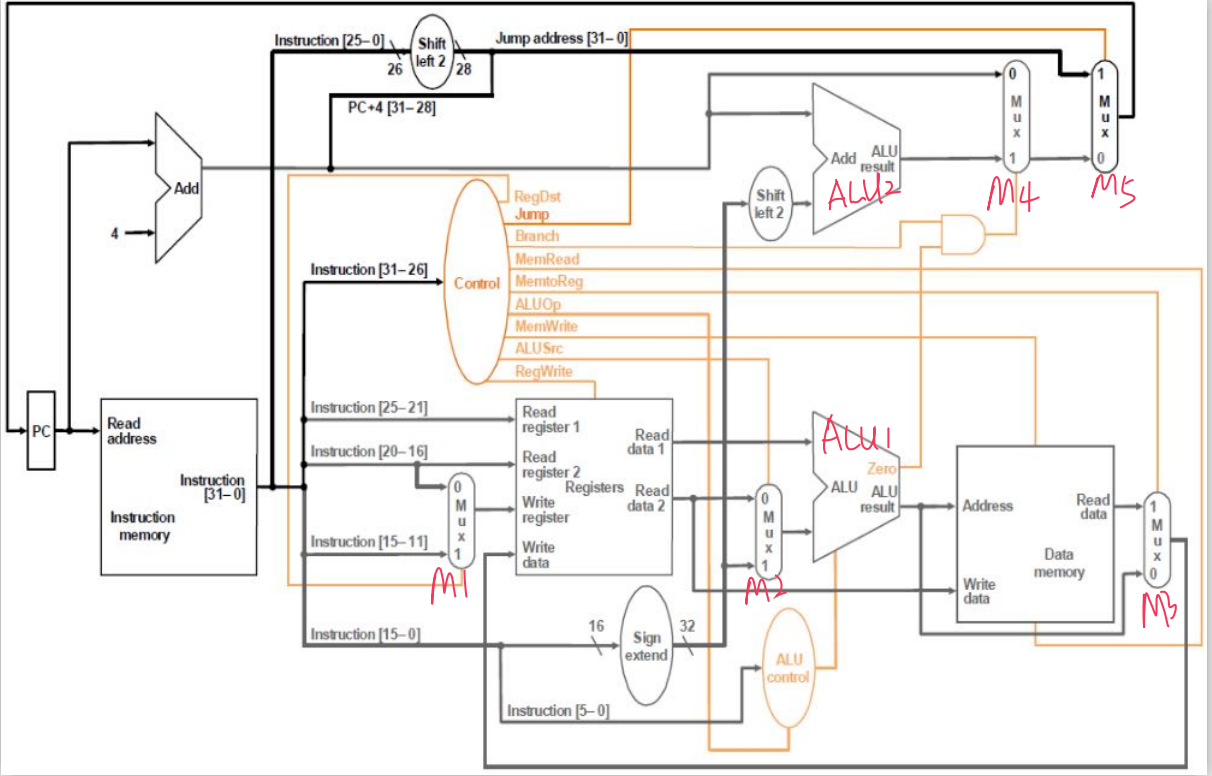 Instruction [25–0]
26
Shift
left 2
28
Jump address [31–0]
PC+4 [31–28]
Add
4
0
M
u
x
1
1
M
u
x
0
Add
ALU
result
ALU2
M4
M5
Shift
left 2
RegDst
Jump
Branch
MemRead
MemtoReg
ALUOp
MemWrite
ALUSrc
RegWrite
Control
Instruction [31–26]
PC
Read
address
Instruction
[31–0]
Instruction
memory
Instruction [25–21]
Instruction [20–16]
Instruction [15–11]
0
M
u
x
1
M1
Read
register 1
Read
register 2
Write
register
Write
data
Registers
Read
data 1
Read
data 2
0
M
u
x
1
M2
ALU1
Zero
ALU
ALU
result
Address
Write
data
Read
data
Data
memory
1
M
u
x
0
M3
Instruction [15–0]
16
Sign
extend
32
ALU
control
Instruction [5–0]